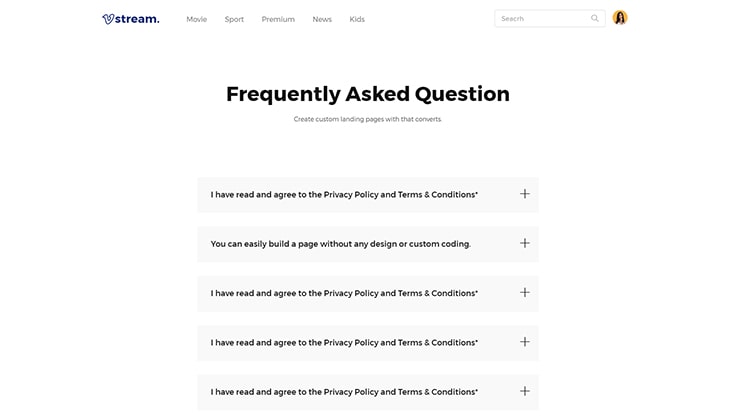 Vstream.
Movie Sport Premium News Kids
Seacrh
Frequently Asked Question
Create custom landing pages with that converts.
I have read and agree to the Privacy Policy and Terms & Conditions*
You can easily build a page without any design or custom coding.
I have read and agree to the Privacy Policy and Terms & Conditions*
I have read and agree to the Privacy Policy and Terms & Conditions*
I have read and agree to the Privacy Policy and Terms & Conditions*